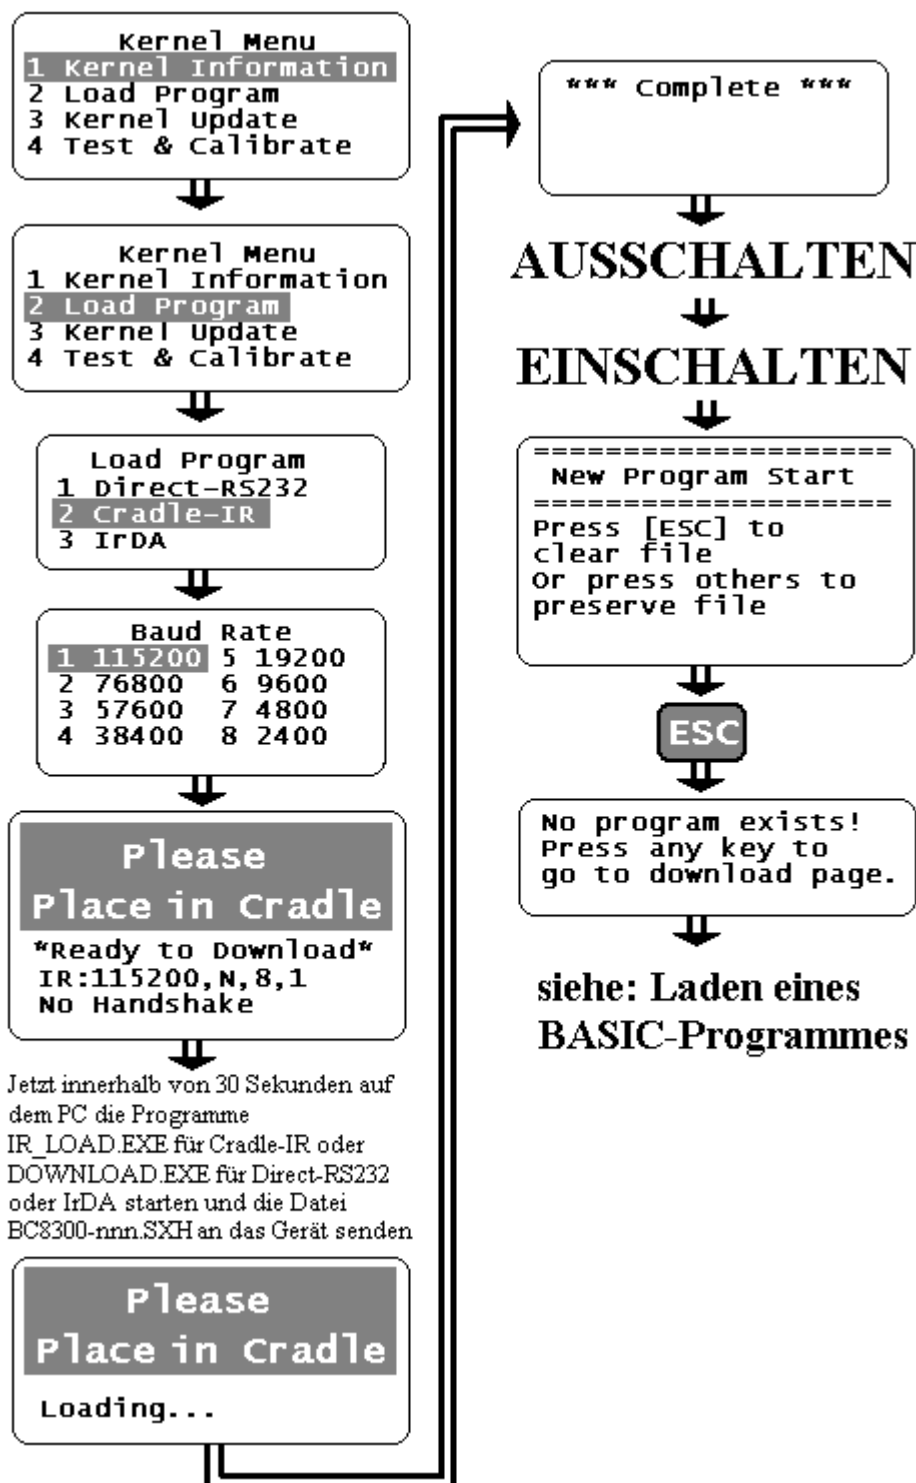 Kernel Menu
1 Kernel Information
2 Load Program
3 Kernel Update
4 Test & Calibrate
Kernel Menu
1 Kernel Information
2 Load Program
3 Kernel Update
4 Test & Calibrate
Load Program
1 Direct-RS232
2 Cradle-IR
3 IrDA
Baud Rate
1 115200 5 19200
2 76800 6 9600
3 57600 7 4800
4 38400 8 2400
Please
Place in Cradle
*Ready to Download*
IR:115200,N,8,1
No Handshake
Jetzt innerhalb von 30 Sekunden auf
dem PC die Programme
IR_LOAD.EXE für Cradle-IR oder
DOWNLOAD.EXE für Direct-RS232
oder IrDA starten und die Datei
BC8300-nnn.SXH an das Gerät senden
Please
Place in Cradle
Loading...
*** Complete ***
AUSSCHALTEN
EINSCHALTEN
=====================
New Program Start
=====================
Press [ESC] to
clear file
Or press others to
preserve file
ESC
No program exists!
Press any key to
go to download page.
siehe: Laden eines
BASIC-Programmes